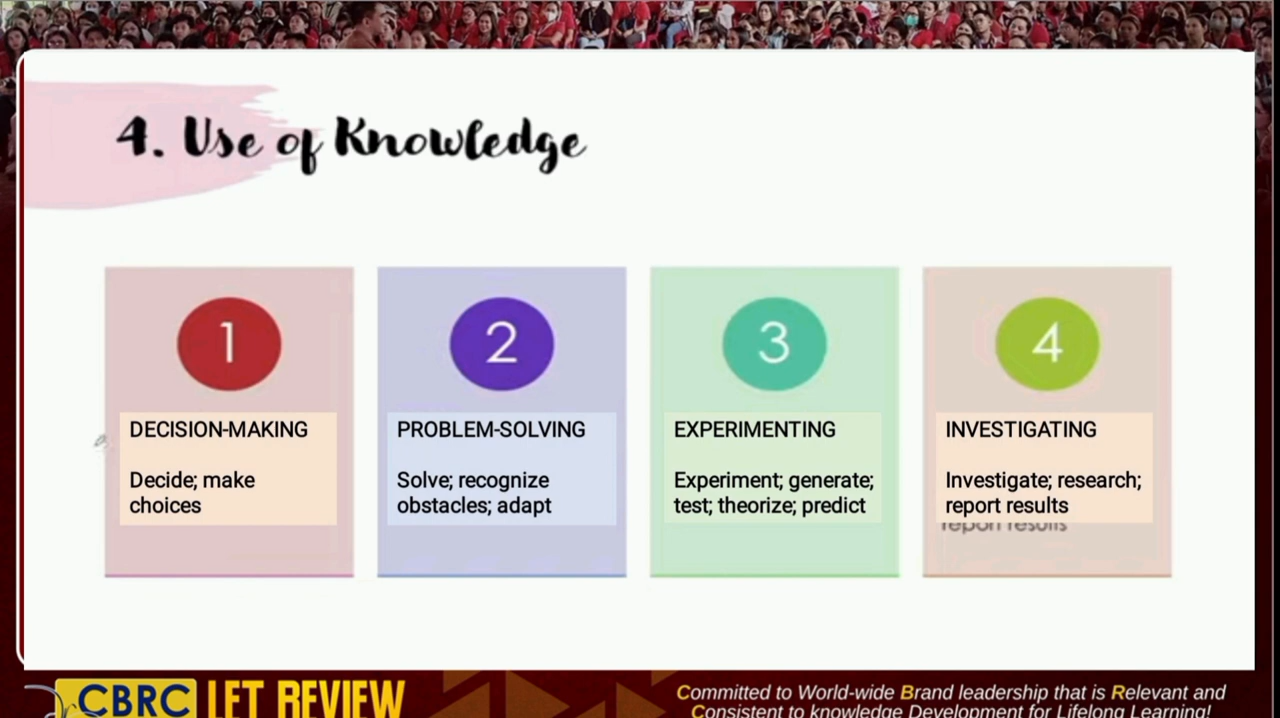 4. Use of Knowledge
1
DECISION-MAKING
Decide; make
choices
2
PROBLEM-SOLVING
Solve; recognize
obstacles; adapt
3
EXPERIMENTING
Experiment; generate;
test; theorize; predict
4
INVESTIGATING
Investigate; research;
report results
report results
CBRC LET REVIEW
Committed to World-wide Brand leadership that is Relevant and
Consistent to knowledge Development for Lifelong Learning!